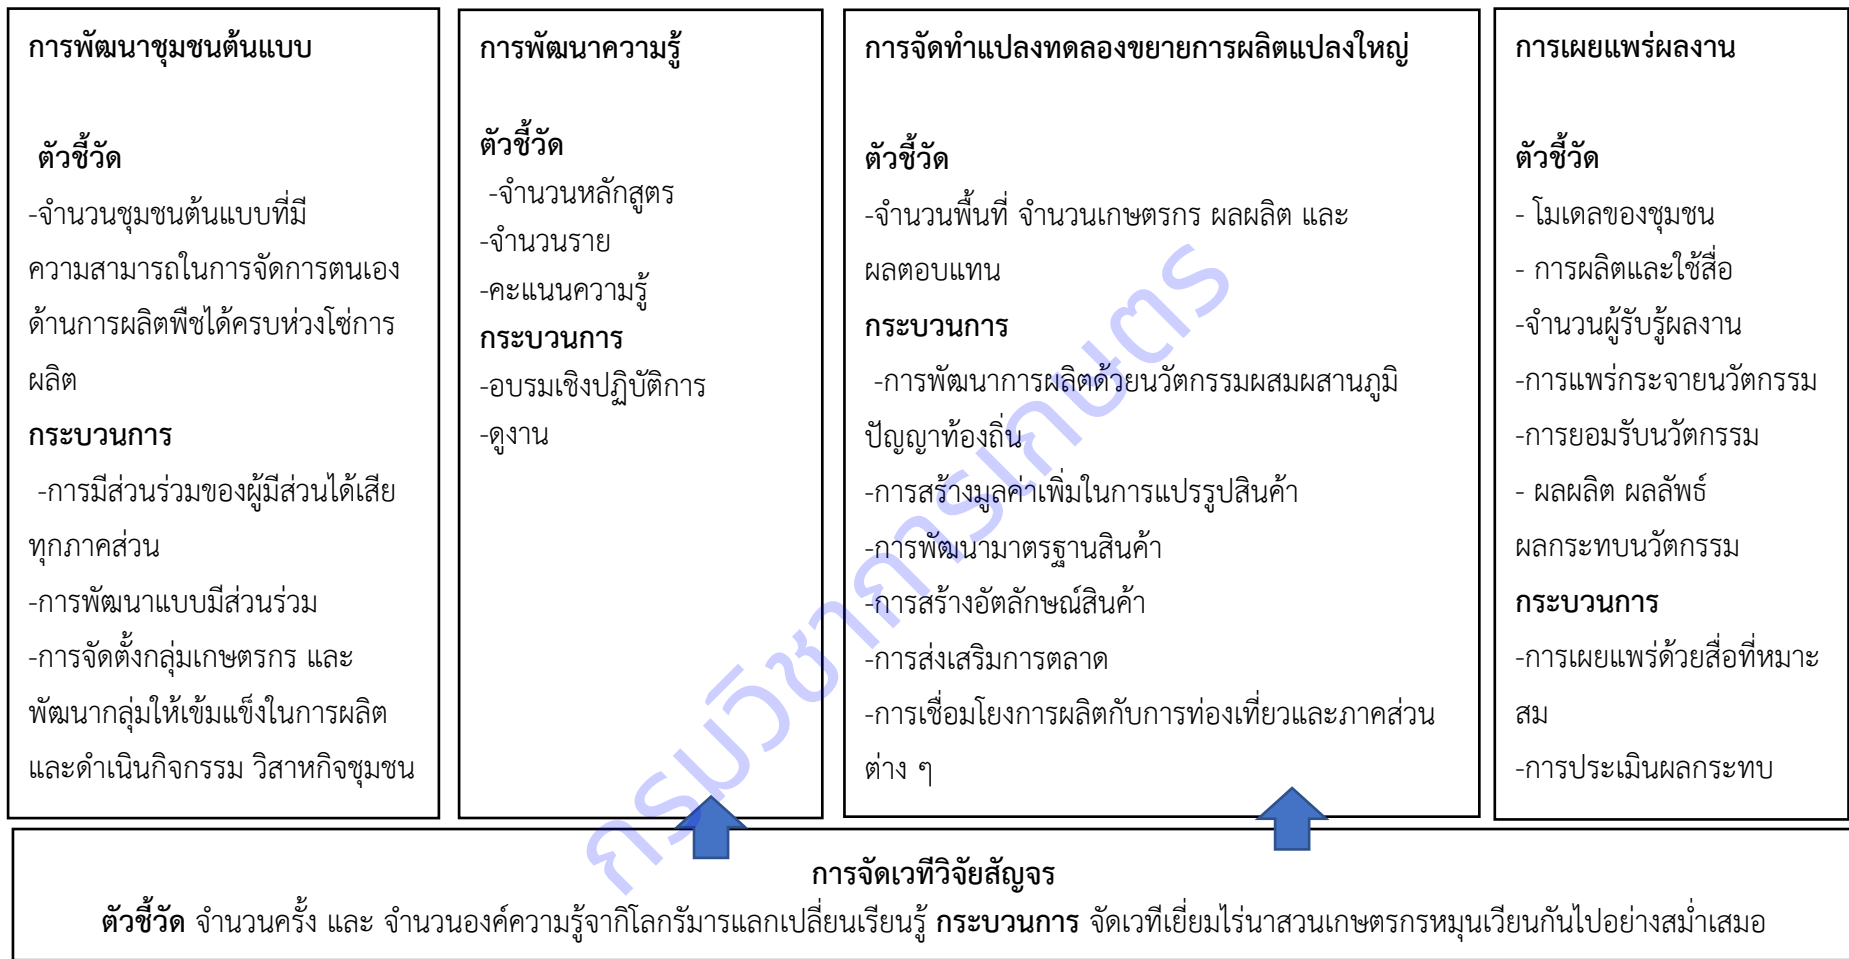 การพัฒนาชุมชนต้นแบบ
ตัวชี้วัด
-จำนวนชุมชนต้นแบบที่มี
ความสามารถในการจัดการตนเอง
ด้านการผลิตพืชได้ครบห่วงโซ่การ
ผลิต
กระบวนการ
-การมีส่วนร่วมของผู้มีส่วนได้เสีย
ทุกภาคส่วน
-การพัฒนาแบบมีส่วนร่วม
-การจัดตั้งกลุ่มเกษตรกร และ
พัฒนากลุ่มให้เข้มแข็งในการผลิต
และดำเนินกิจกรรม วิสาหกิจชุมชน
การพัฒนาความรู้
ตัวชี้วัด
-จำนวนหลักสูตร
-จำนวนราย
-คะแนนความรู้
กระบวนการ
-อบรมเชิงปฏิบัติการ
-ดูงาน
การจัดทำแปลงทดลองขยายการผลิตแปลงใหญ่
ตัวชี้วัด
-จำนวนพื้นที่ จำนวนเกษตรกร ผลผลิต และ
ผลตอบแทน
กระบวนการ
-การพัฒนาการผลิตด้วยนวัตกรรมผสมผสานภูมิ
ปัญญาท้องถิ่น
-การสร้างมูลค่าเพิ่มในการแปรรูปสินค้า
-การพัฒนามาตรฐานสินค้า
-การสร้างอัตลักษณ์สินค้า
-การส่งเสริมการตลาด
-การเชื่อมโยงการผลิตกับการท่องเที่ยวและภาคส่วน
ต่าง ๆ
การเผยแพร่ผลงาน
ตัวชี้วัด
- โมเดลของชุมชน
- การผลิตและใช้สื่อ
-จำนวนผู้รับรู้ผลงาน
-การแพร่กระจายนวัตกรรม
-การยอมรับนวัตกรรม
- ผลผลิต ผลลัพธ์
ผลกระทบนวัตกรรม
กระบวนการ
-การเผยแพร่ด้วยสื่อที่หมาะ
สม
-การประเมินผลกระทบ
การจัดเวทีวิจัยสัญจร
ตัวชี้วัด จำนวนครั้ง และ จำนวนองค์ความรู้จากิโลกรัมารแลกเปลี่ยนเรียนรู้ กระบวนการ จัดเวทีเยี่ยมไร่นาสวนเกษตรกรหมุนเวียนกันไปอย่างสม่ำเสมอ
กรมวิชาการเกษตร